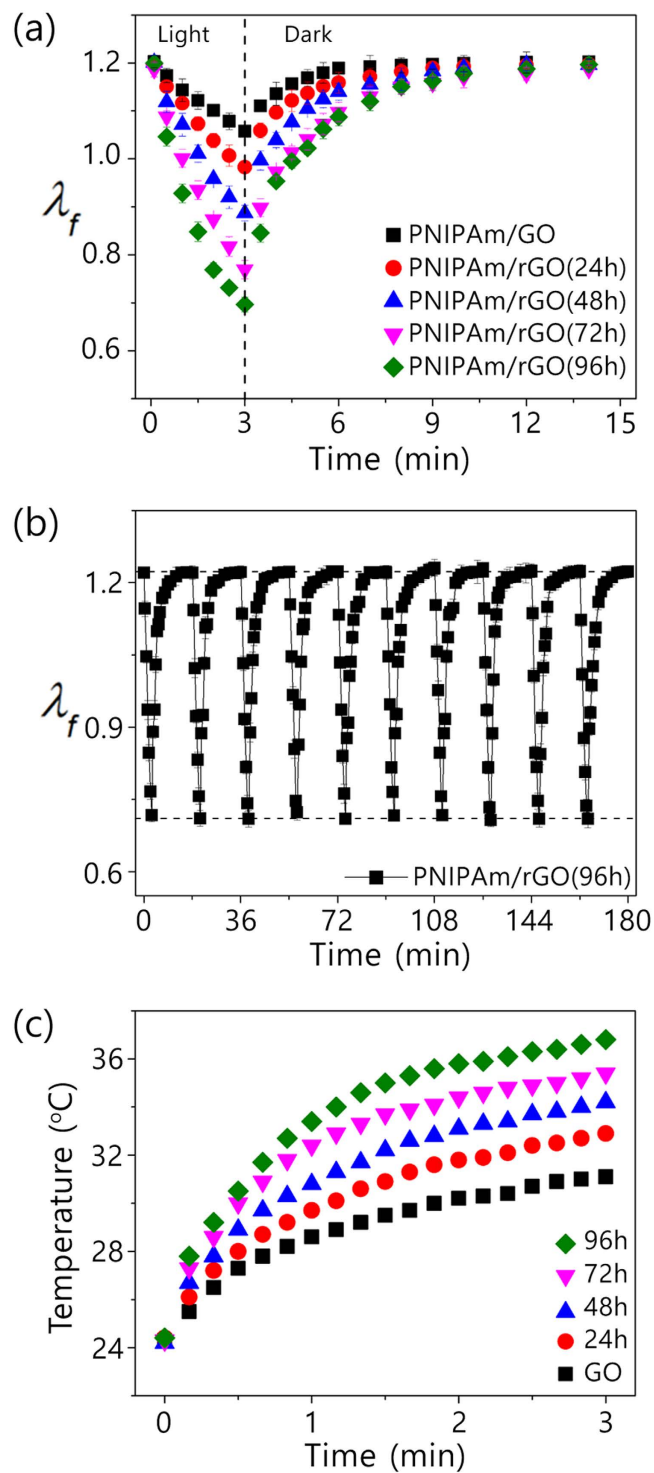 (a)
Light Dark
1.2
1.0
0.8
0.6
λf
PNIPAm/GO
PNIPAm/rGO(24h)
PNIPAm/rGO(48h)
PNIPAm/rGO(72h)
PNIPAm/rGO(96h)
0 3 6 9 12 15
Time (min)
(b)
1.2
0.9
0.6
λf
PNIPAm/rGO(96h)
0 36 72 108 144 180
Time (min)
(c)
36
32
28
24
Temperature (°C)
96h
72h
48h
24h
GO
0 1 2 3
Time (min)